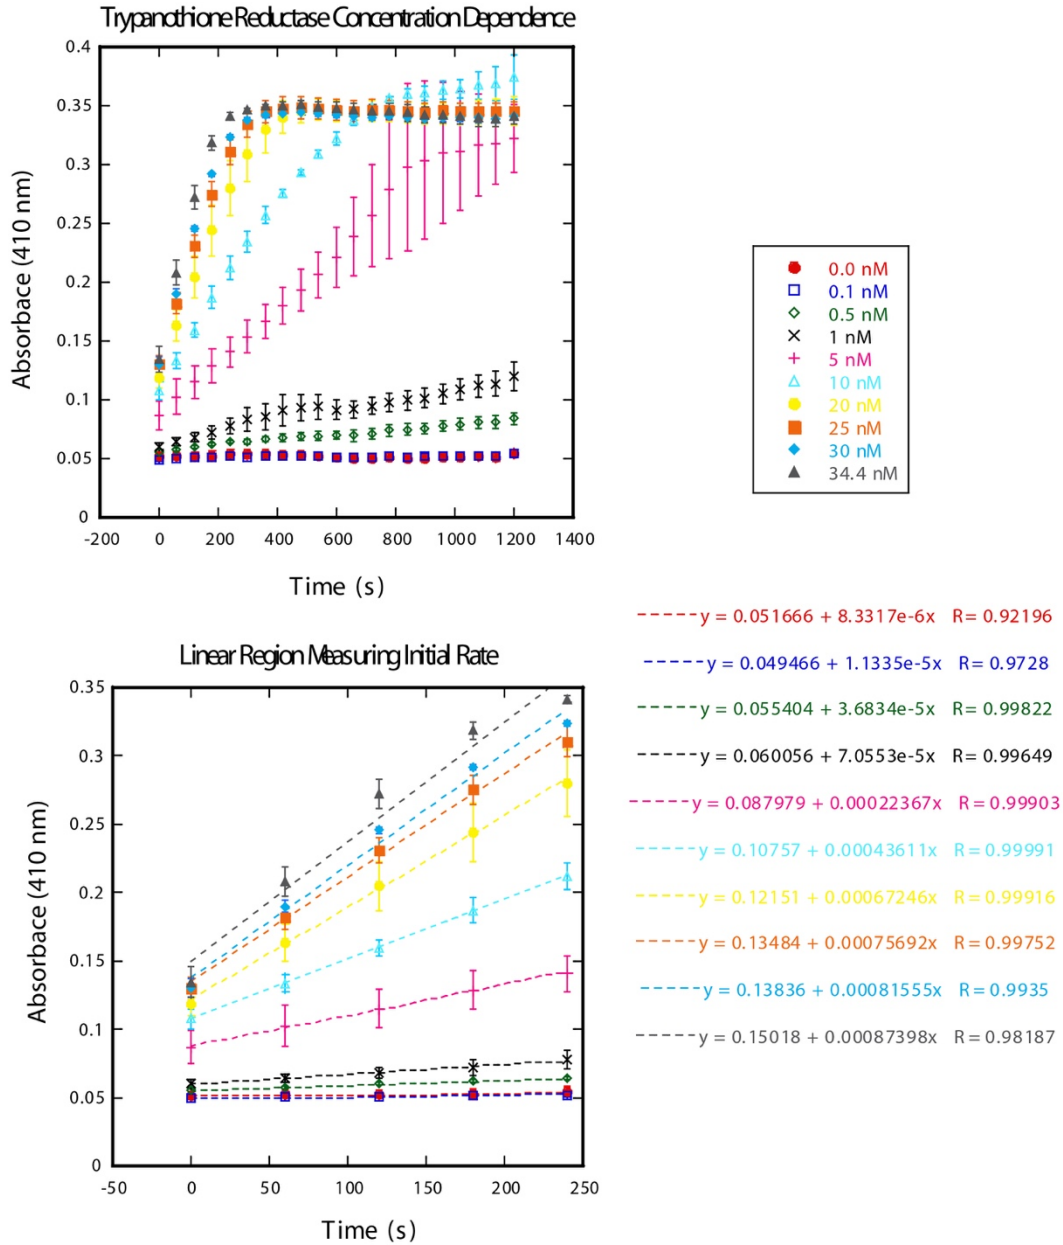 Trypanothione Reductase Concentration Dependence
0.4
0.35
0.3
0.25
0.2
0.15
0.1
0.05
0
Absorbace (410 nm)
-200 0 200 400 600 800 1000 1200 1400
Time (s)
0.0 nM
0.1 nM
0.5 nM
1 nM
5 nM
10 nM
20 nM
25 nM
30 nM
34.4 nM
Linear Region Measuring Initial Rate
0.35
0.3
0.25
0.2
0.15
0.1
0.05
0
Absorbace (410 nm)
-50 0 50 100 150 200 250
Time (s)
y = 0.051666 + 8.3317e-6x R= 0.92196
y = 0.049466 + 1.1335e-5x R= 0.9728
y = 0.055404 + 3.6834e-5x R= 0.99822
y = 0.060056 + 7.0553e-5x R= 0.99649
y = 0.087979 + 0.00022367x R= 0.99903
y = 0.10757 + 0.00043611x R= 0.99991
y = 0.12151 + 0.00067246x R= 0.99916
y = 0.13484 + 0.00075692x R= 0.99752
y = 0.13836 + 0.00081555x R= 0.9935
y = 0.15018 + 0.00087398x R= 0.98187